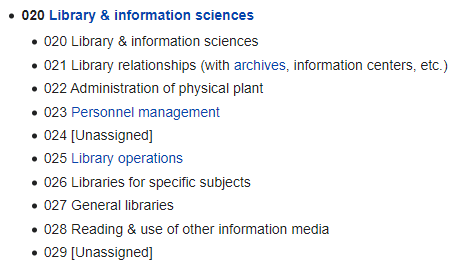 020 Library & information sciences
020 Library & information sciences
021 Library relationships (with archives, information centers, etc.)
022 Administration of physical plant
023 Personnel management
024 [Unassigned]
025 Library operations
026 Libraries for specific subjects
027 General libraries
028 Reading & use of other information media
029 [Unassigned]